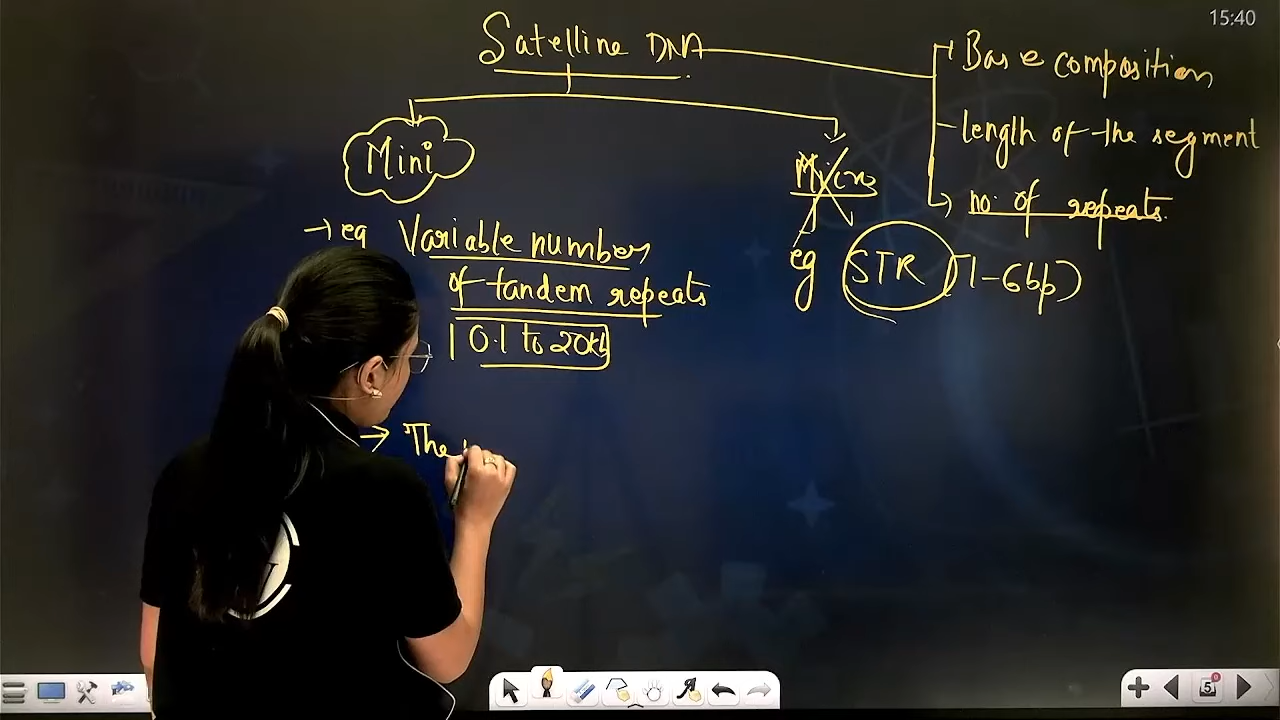 15:40
Satelline DNA
Base composition
length of the segment
no. of repeats.
Mini
Micro
→ eg Variable number
of tandem repeats
0.1 to 20kb
eg STR (1-6bp)
→ The
5